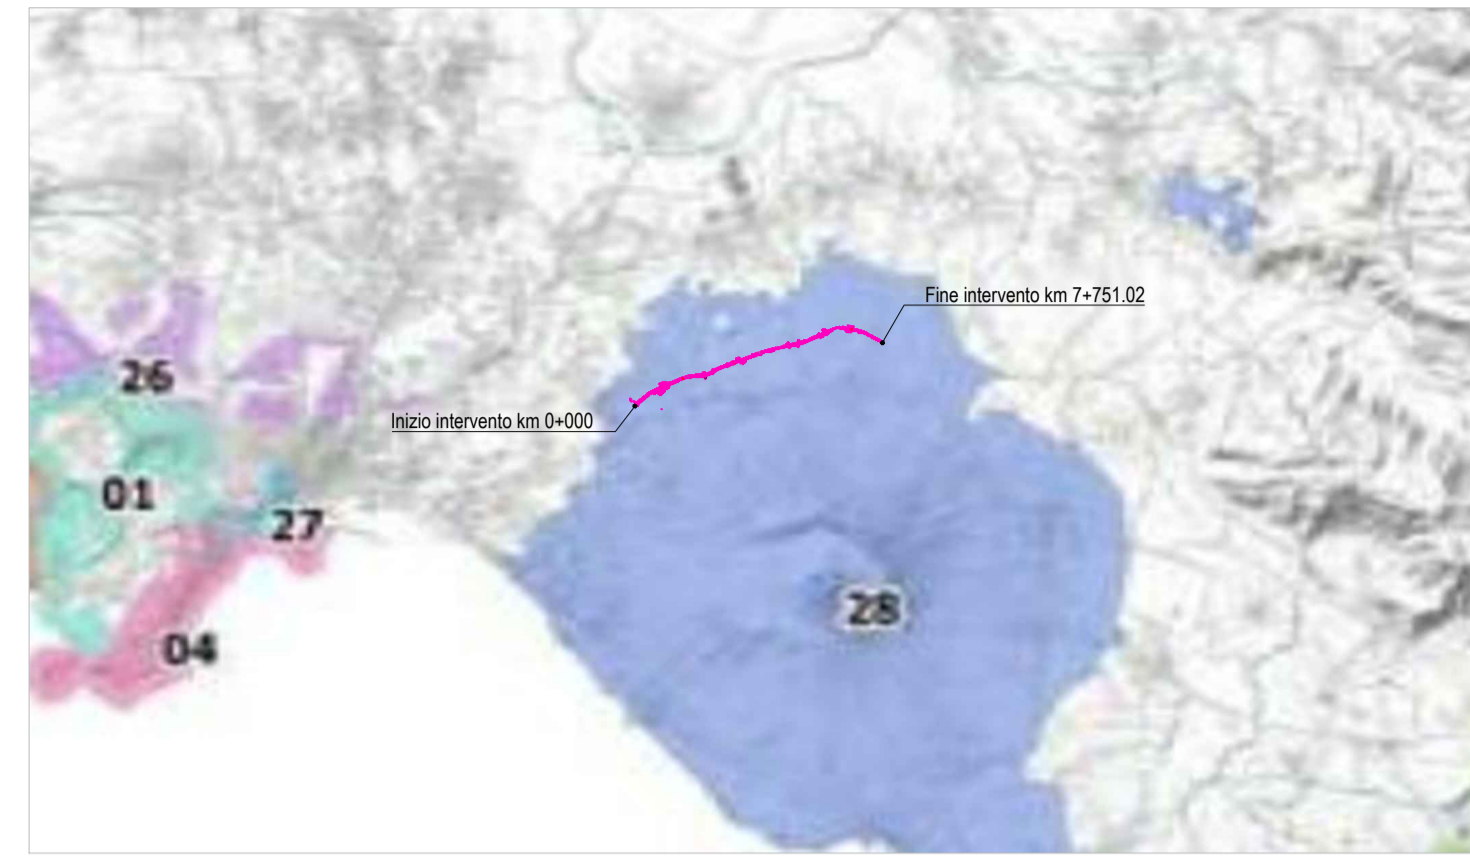 Fine intervento km 7+751.02
26
Inizio intervento km 0+000
01
27
28
04